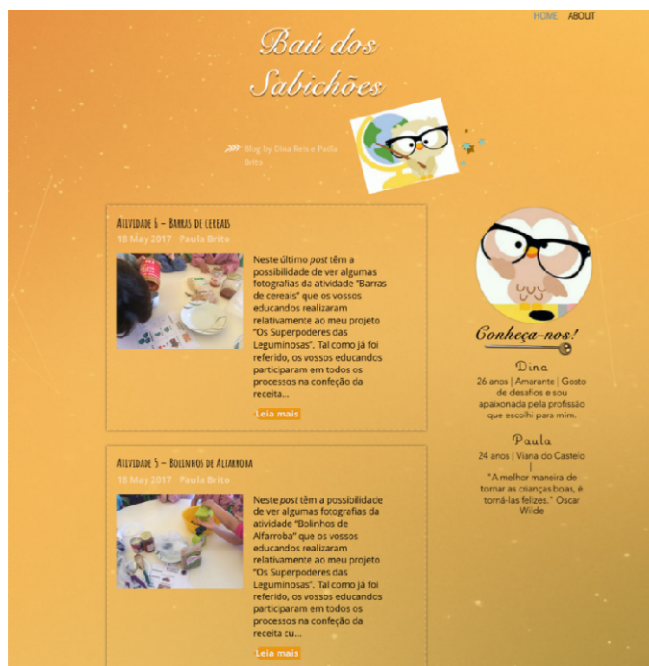 HOME ABOUT
Baú dos
Sabichões
Blog by Dina Reis e Paula
Brito
Atividade 6 – Barras de cereais
18 May 2017 Paula Brito
Neste último post têm a
possibilidade de ver algumas
fotografias da atividade “Barras
de cereais” que os vossos
educandos realizaram
relativamente ao meu projeto
“Os Superpoderes das
Leguminosas”. Tal como já foi
referido, os vossos educandos
participaram em todos os
processos na confeção da
receita...
Leia mais
Atividade 5 – Bolinhos de Alfarroba
18 May 2017 Paula Brito
Neste post têm a possibilidade
de ver algumas fotografias da
atividade “Bolinhos de
Alfarroba” que os vossos
educandos realizaram
relativamente ao meu projeto
“Os Superpoderes das
Leguminosas”. Tal como já foi
referido, os vossos educandos
participaram em todos os
processos na confeção da
receita cu...
Leia mais
Conheça-nos!
Dina
26 anos | Amarante | Gosto
de desafios e sou
apaixonada pela profissão
que escolhi para mim.
Paula
24 anos | Viana do Castelo
|
"A melhor maneira de
tornar as crianças boas, é
torná-las felizes." Oscar
Wilde